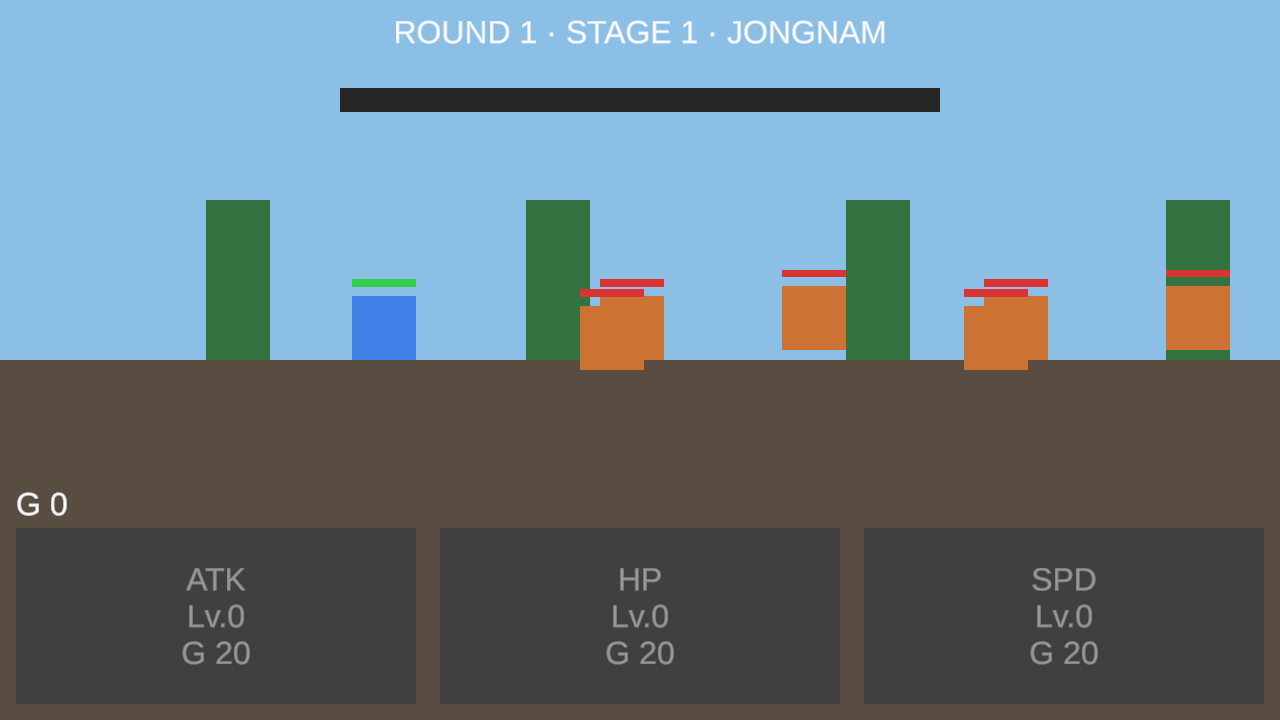 ROUND 1 · STAGE 1 · JONGNAM
G 0
ATK
Lv.0
G 20
HP
Lv.0
G 20
SPD
Lv.0
G 20